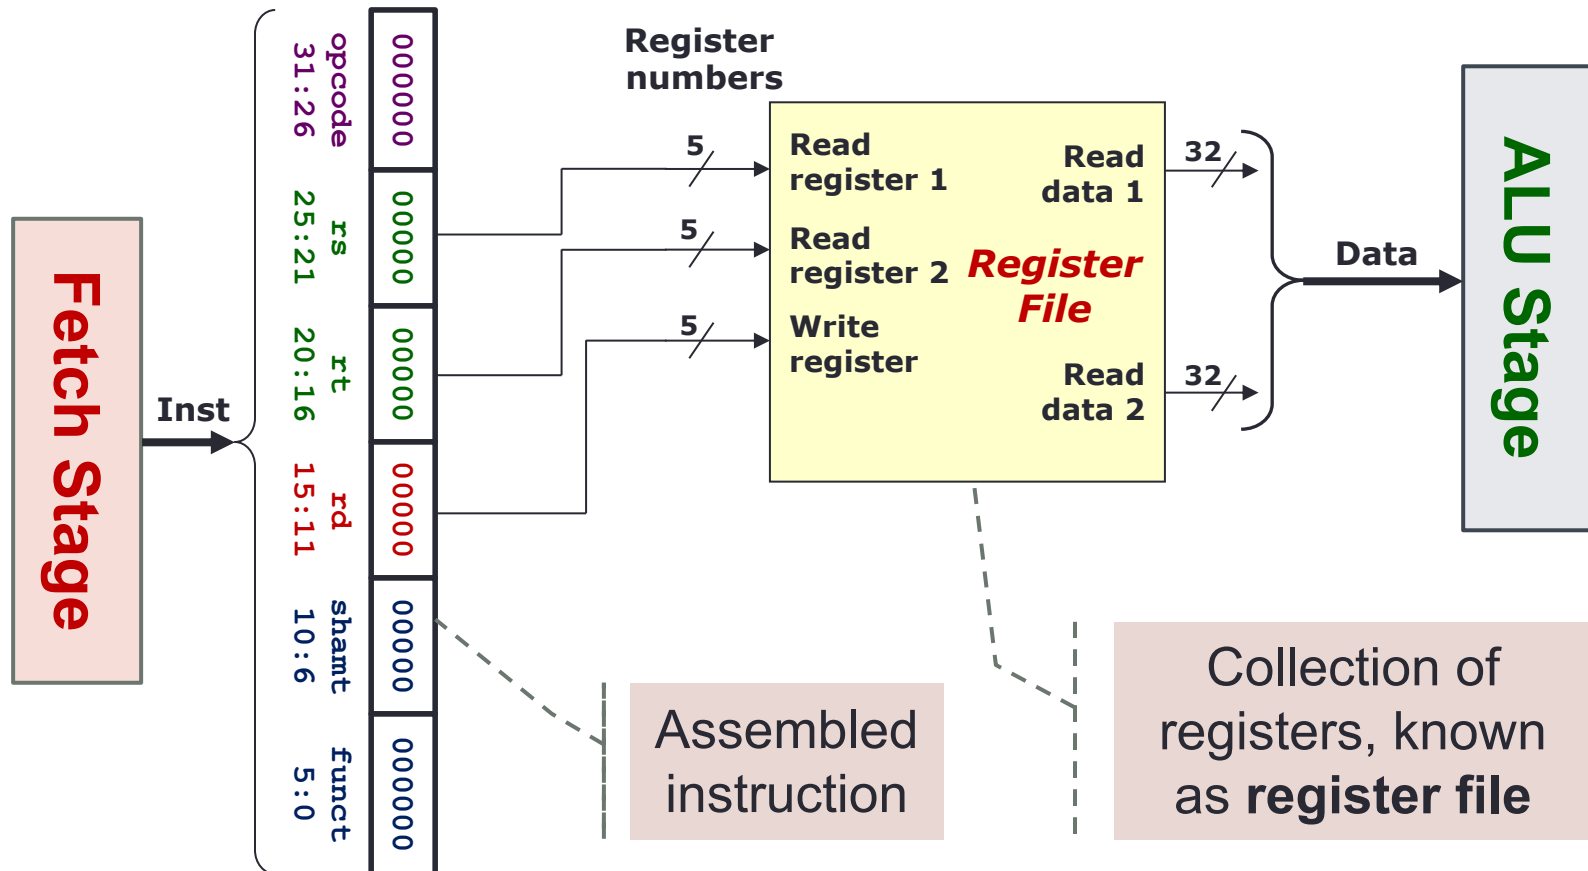 Fetch Stage
Inst
opcode
31:26
000000
rs
25:21
00000
rt
20:16
00000
rd
15:11
00000
shamt
10:6
00000
funct
5:0
000000
Register
numbers
5
5
5
Read
register 1
Read
register 2
Write
register
Register
File
Read
data 1
Read
data 2
32
32
Data
ALU Stage
Assembled
instruction
Collection of
registers, known
as register file